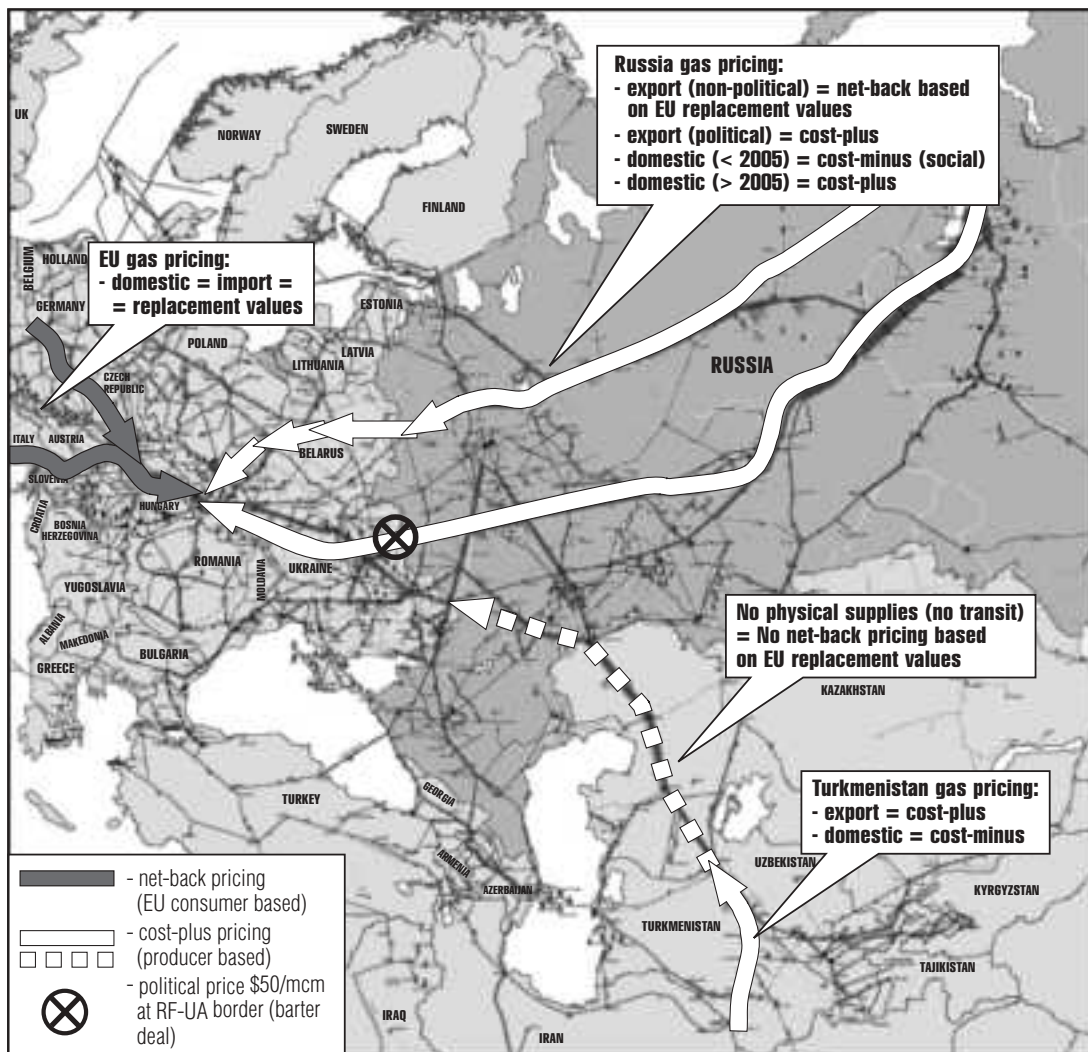 Russia gas pricing:
- export (non-political) = net-back based
on EU replacement values
- export (political) = cost-plus
- domestic (< 2005) = cost-minus (social)
- domestic (> 2005) = cost-plus
UK
NORWAY
SWEDEN
FINLAND
BELGIUM
HOLLAND
GERMANY
EU gas pricing:
- domestic = import =
= replacement values
ESTONIA
LATVIA
LITHUANIA
POLAND
RUSSIA
CZECH
REPUBLIC
ITALY
AUSTRIA
BELARUS
SLOVENIA
HUNGARY
CROATIA
BOSNIA
HERZEGOVINA
ROMANIA
MOLDAVIA
UKRAINE
YUGOSLAVIA
ALBANIA
MAKEDONIA
BULGARIA
GREECE
No physical supplies (no transit)
= No net-back pricing based
on EU replacement values
KAZAKHSTAN
TURKEY
GEORGIA
ARMENIA
AZERBAIJAN
Turkmenistan gas pricing:
- export = cost-plus
- domestic = cost-minus
UZBEKISTAN
KYRGYZSTAN
TURKMENISTAN
TAJIKISTAN
IRAQ
IRAN
- net-back pricing
(EU consumer based)
- cost-plus pricing
(producer based)
- political price $50/mcm
at RF-UA border (barter
deal)